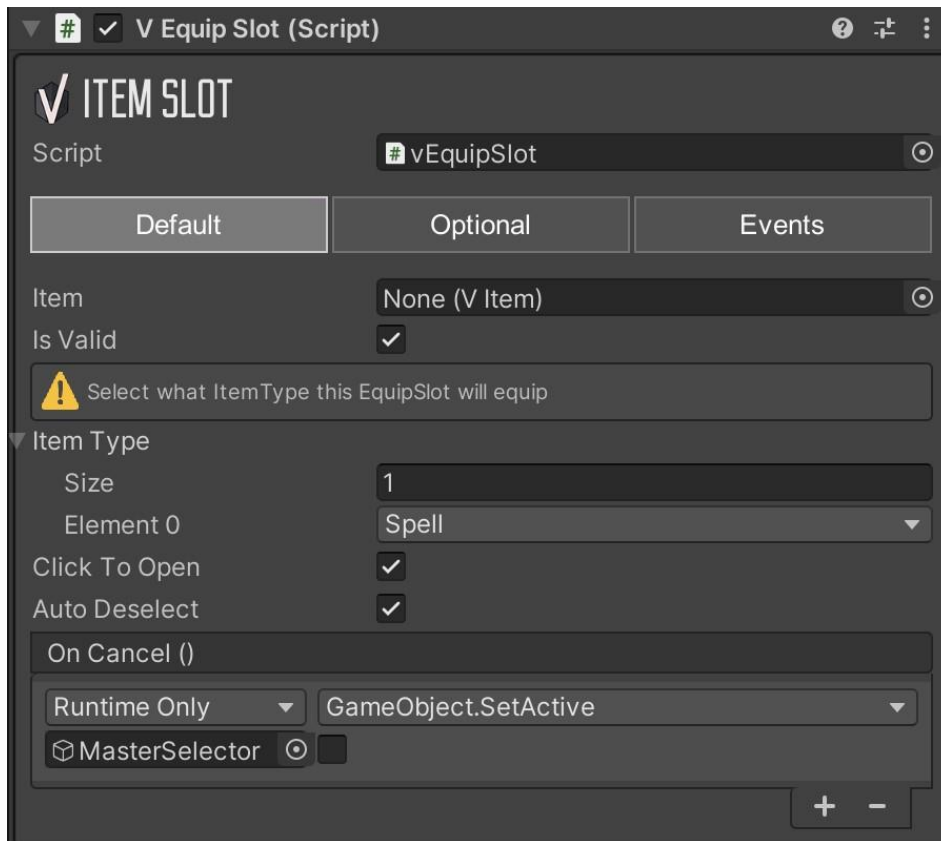 # V Equip Slot (Script)
V ITEM SLOT
Script # vEquipSlot
Default Optional Events
Item None (V Item)
Is Valid
Select what ItemType this EquipSlot will equip
Item Type
Size 1
Element 0 Spell
Click To Open
Auto Deselect
On Cancel ()
Runtime Only GameObject.SetActive
MasterSelector
+ −